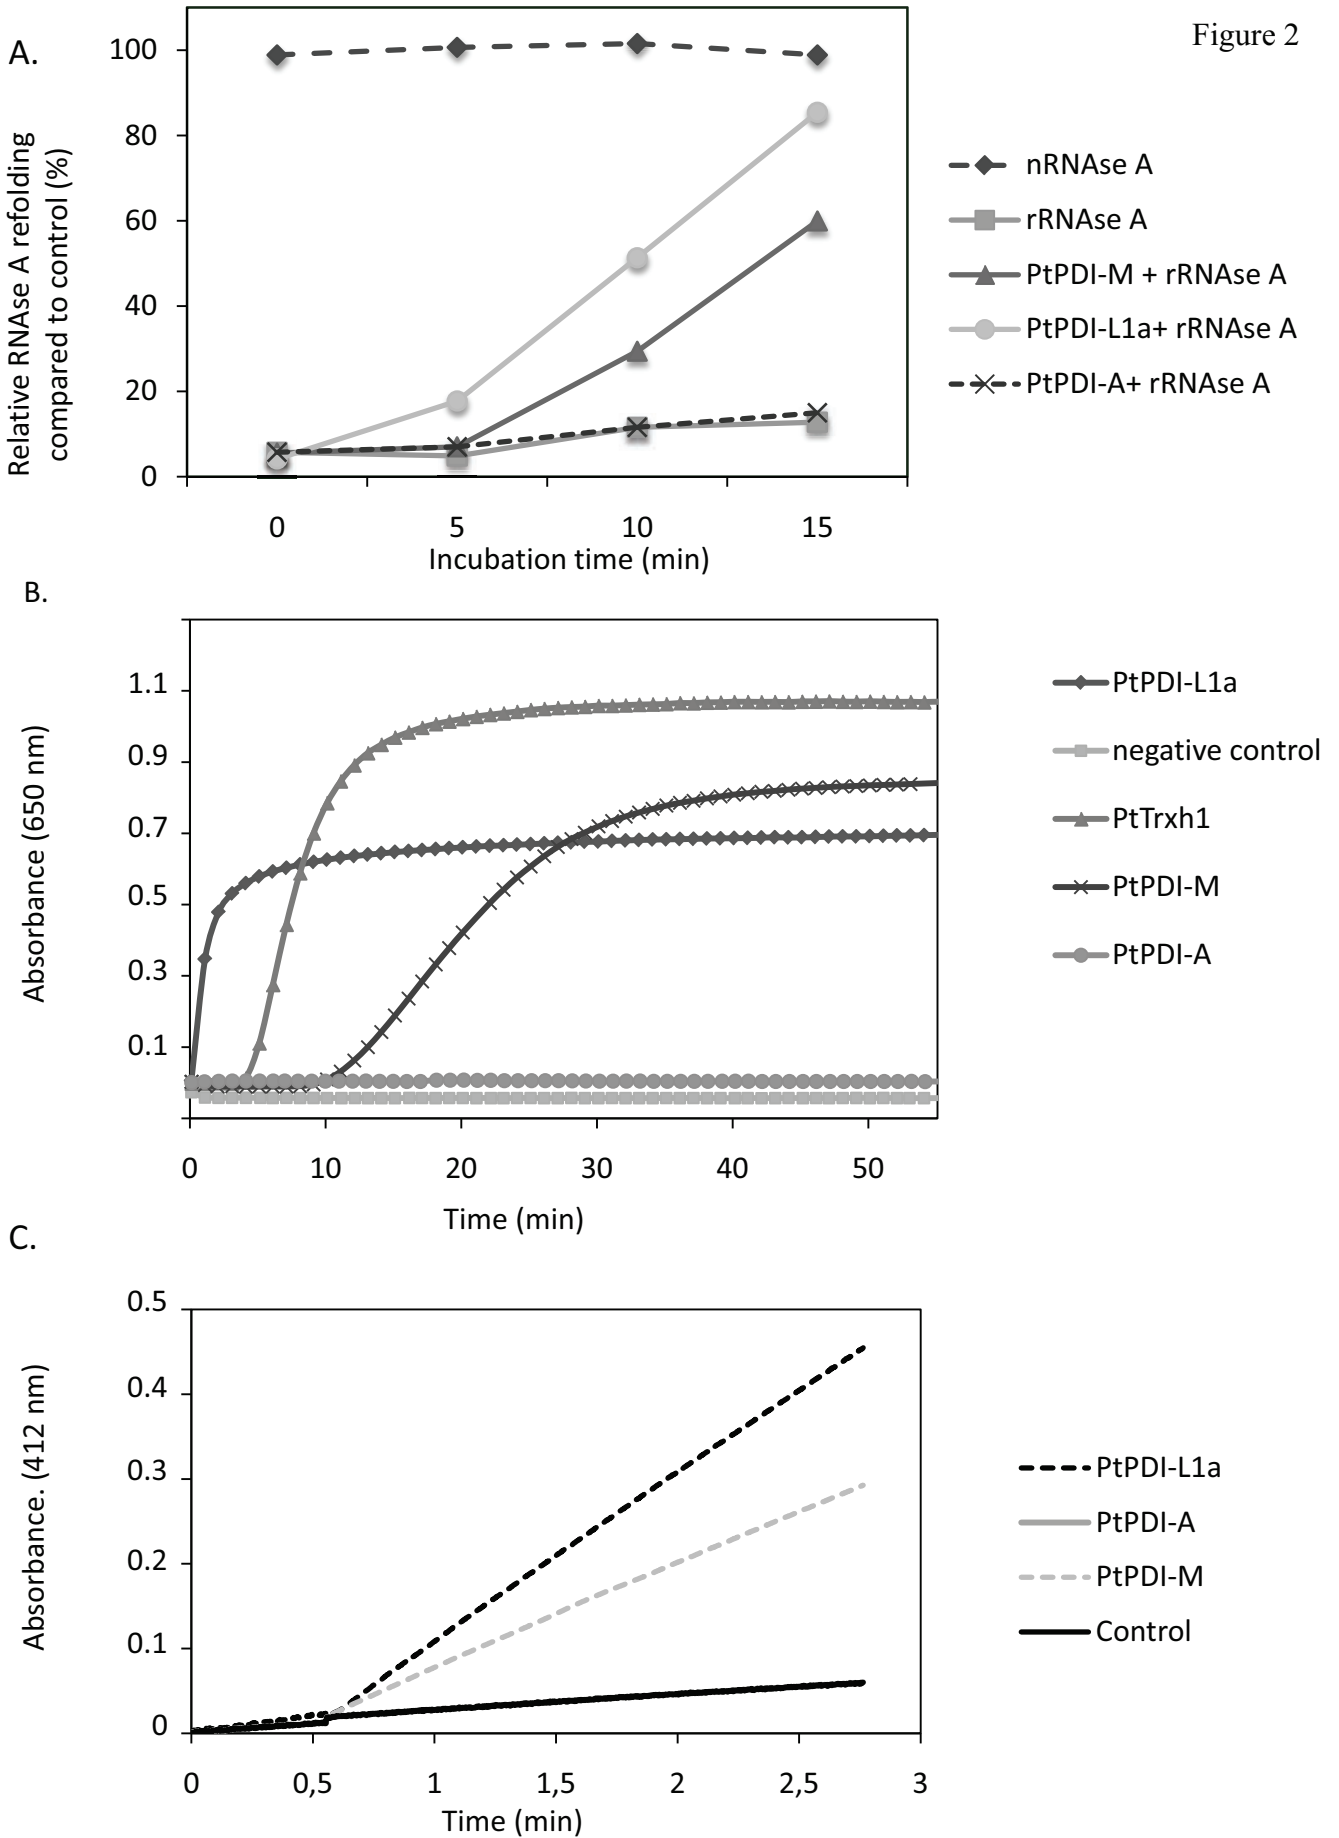 Figure 2
A.
Relative RNAse A refolding
compared to control (%)
100
80
60
40
20
0
0 5 10 15
Incubation time (min)
nRNAse A
rRNAse A
PtPDI-M + rRNAse A
PtPDI-L1a+ rRNAse A
PtPDI-A+ rRNAse A
B.
Absorbance (650 nm)
1.1
0.9
0.7
0.5
0.3
0.1
0 10 20 30 40 50
Time (min)
PtPDI-L1a
negative control
PtTrxh1
PtPDI-M
PtPDI-A
C.
Absorbance. (412 nm)
0.5
0.4
0.3
0.2
0.1
0
0 0,5 1 1,5 2 2,5 3
Time (min)
PtPDI-L1a
PtPDI-A
PtPDI-M
Control